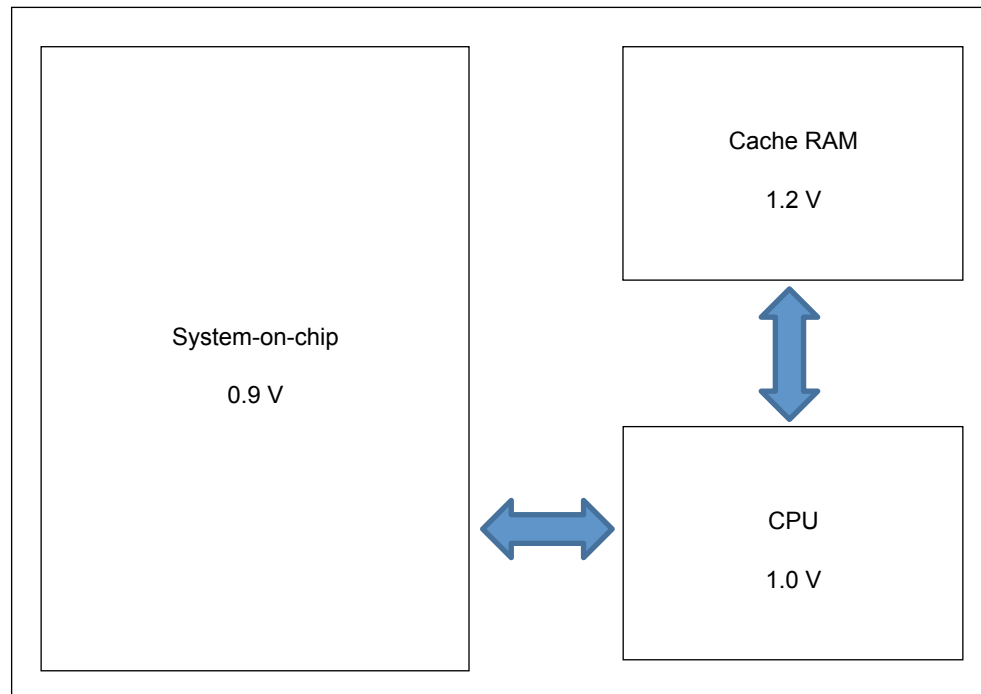 System-on-chip
0.9 V
Cache RAM
1.2 V
CPU
1.0 V